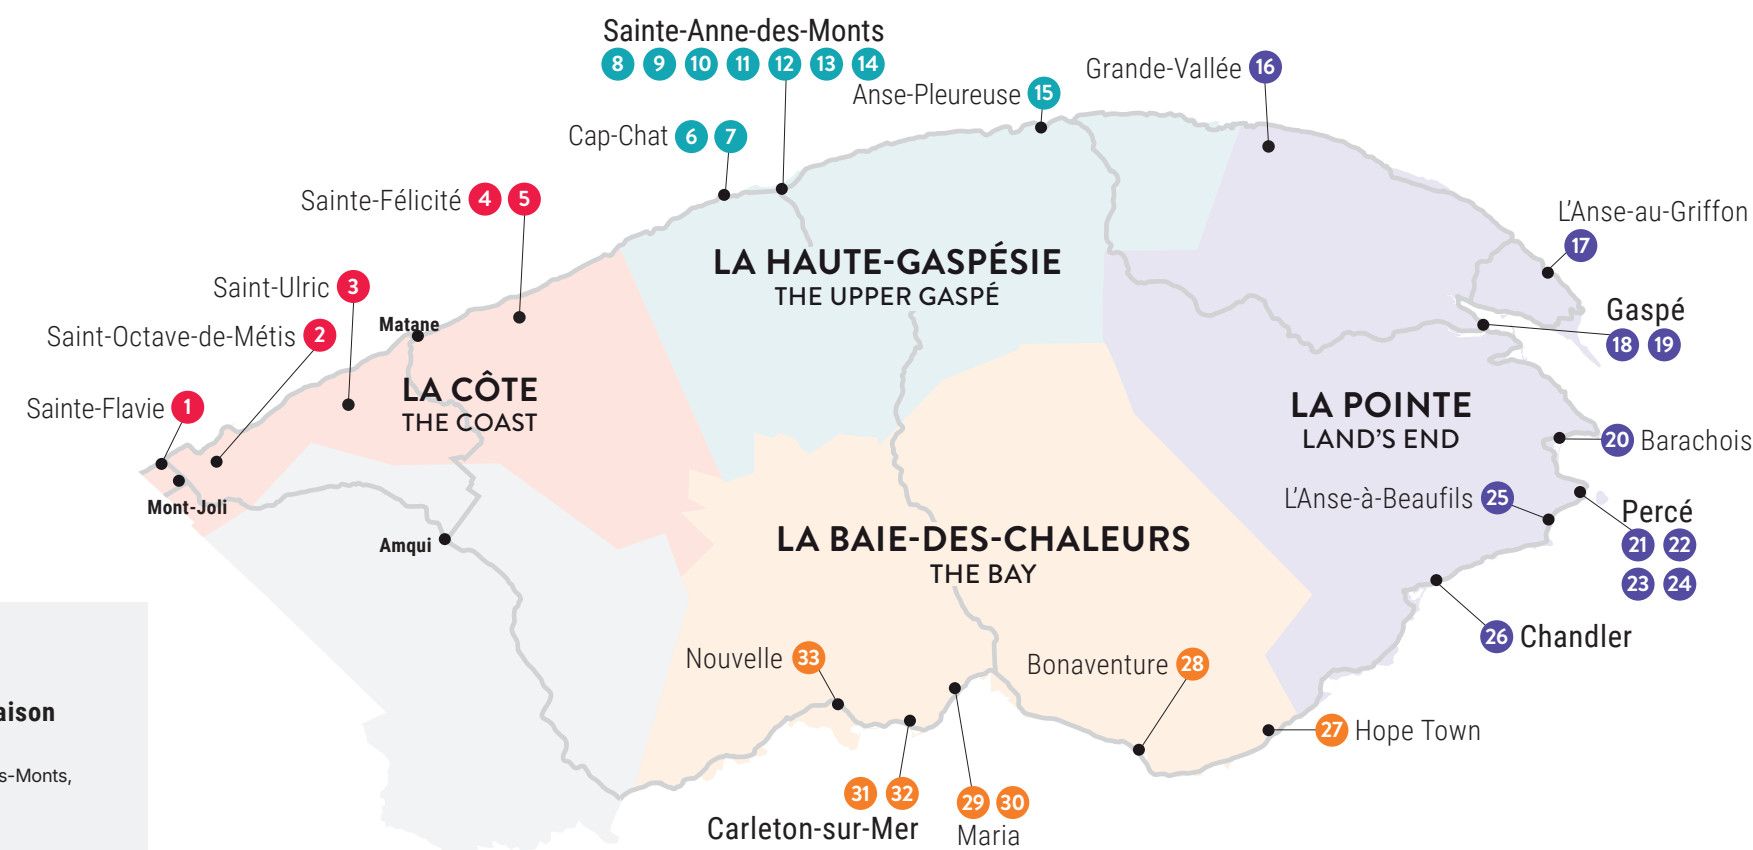 Sainte-Anne-des-Monts
8 9 10 11 12 13 14
Grande-Vallée 16
Anse-Pleureuse 15
Cap-Chat 6 7
Sainte-Félicité 4 5
L'Anse-au-Griffon
17
LA HAUTE-GASPÉSIE
THE UPPER GASPÉ
Saint-Ulric 3
Gaspé
18 19
Matane
Saint-Octave-de-Métis 2
LA CÔTE
THE COAST
Sainte-Flavie 1
LA POINTE
LAND'S END
20 Barachois
Mont-Joli
L'Anse-à-Beaufils 25
Percé
21 22
23 24
Amqui
LA BAIE-DES-CHALEURS
THE BAY
26 Chandler
Nouvelle 33
Bonaventure 28
27 Hope Town
aison
s-Monts,
31 32
Carleton-sur-Mer
29 30
Maria